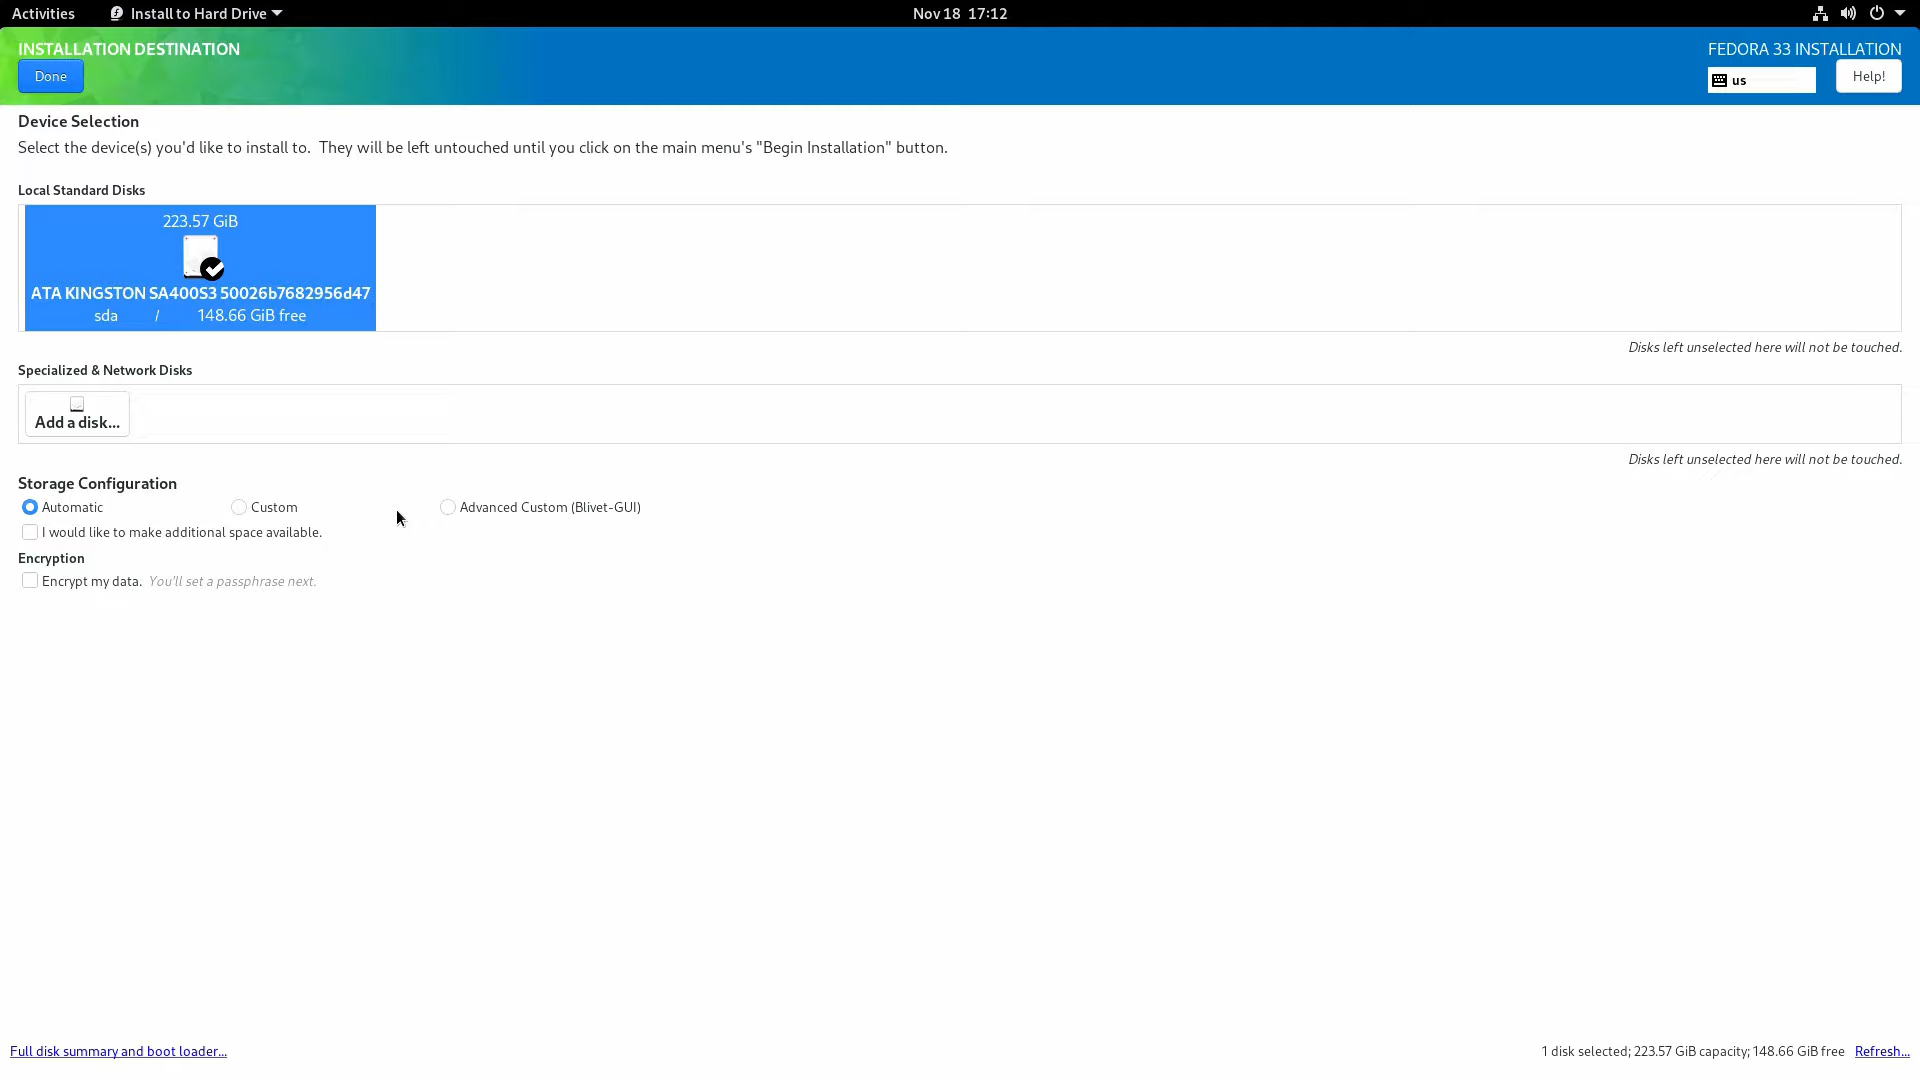 Activities
Install to Hard Drive
Nov 18 17:12
INSTALLATION DESTINATION
FEDORA 33 INSTALLATION
Done
us
Help!
Device Selection
Select the device(s) you'd like to install to. They will be left untouched until you click on the main menu's "Begin Installation" button.
Local Standard Disks
223.57 GiB
ATA KINGSTON SA400S3 50026b7682956d47
sda / 148.66 GiB free
Disks left unselected here will not be touched.
Specialized & Network Disks
Add a disk...
Disks left unselected here will not be touched.
Storage Configuration
Automatic
Custom
Advanced Custom (Blivet-GUI)
I would like to make additional space available.
Encryption
Encrypt my data. You'll set a passphrase next.
Full disk summary and boot loader...
1 disk selected; 223.57 GiB capacity; 148.66 GiB free
Refresh...